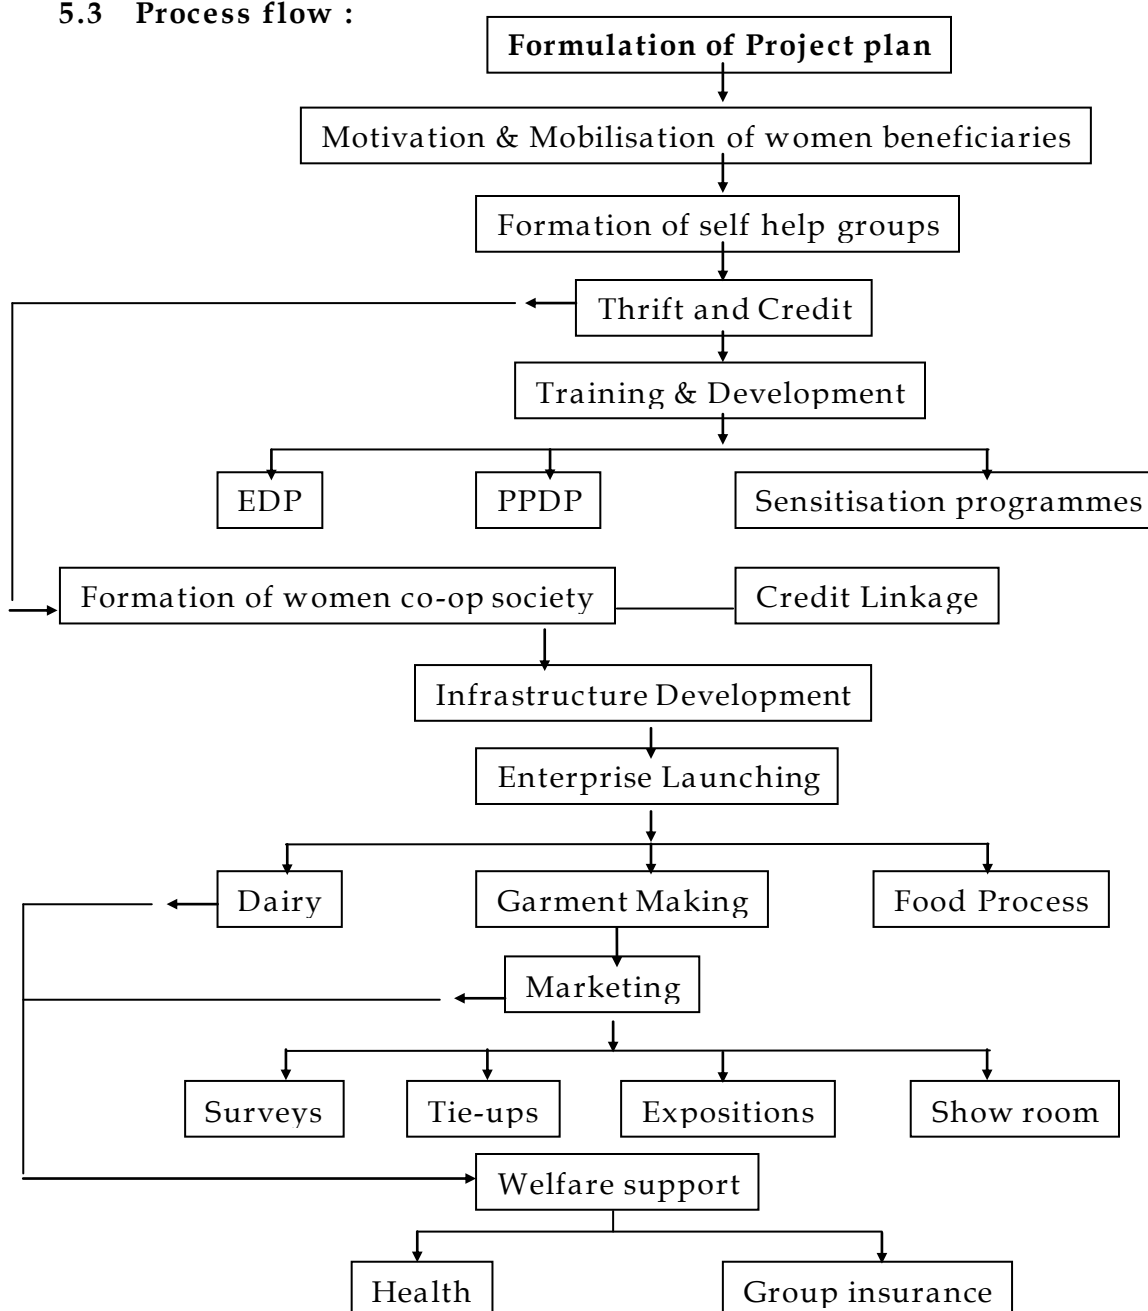 5.3 Process flow :
Formulation of Project plan
Motivation & Mobilisation of women beneficiaries
Formation of self help groups
Thrift and Credit
Training & Development
EDP
PPDP
Sensitisation programmes
Formation of women co-op society
Credit Linkage
Infrastructure Development
Enterprise Launching
Dairy
Garment Making
Food Process
Marketing
Surveys
Tie-ups
Expositions
Show room
Welfare support
Health
Group insurance